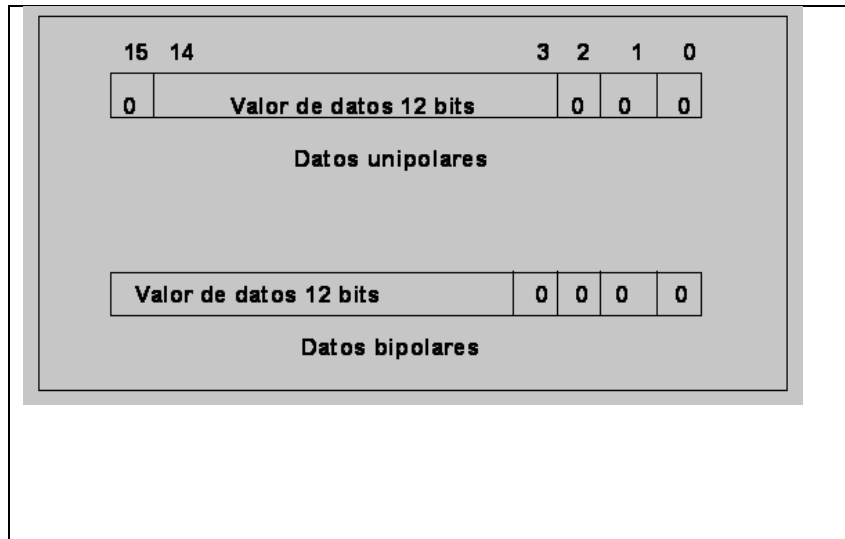 15 14 3 2 1 0
0 Valor de datos 12 bits 0 0 0
Datos unipolares
Valor de datos 12 bits 0 0 0 0
Datos bipolares